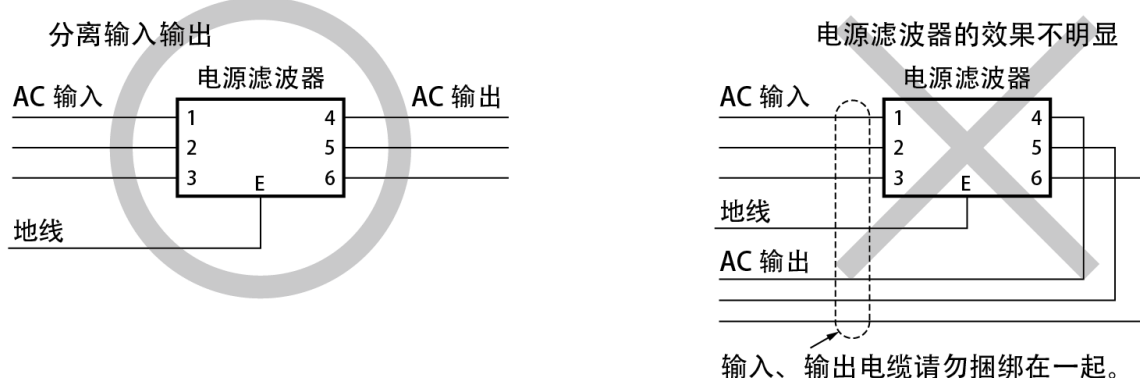 分离输入输出
电源滤波器
AC 输入
AC 输出
1
4
2
5
3
6
E
地线
电源滤波器的效果不明显
电源滤波器
AC 输入
1
4
2
5
3
6
E
地线
AC 输出
输入、输出电缆请勿捆绑在一起。